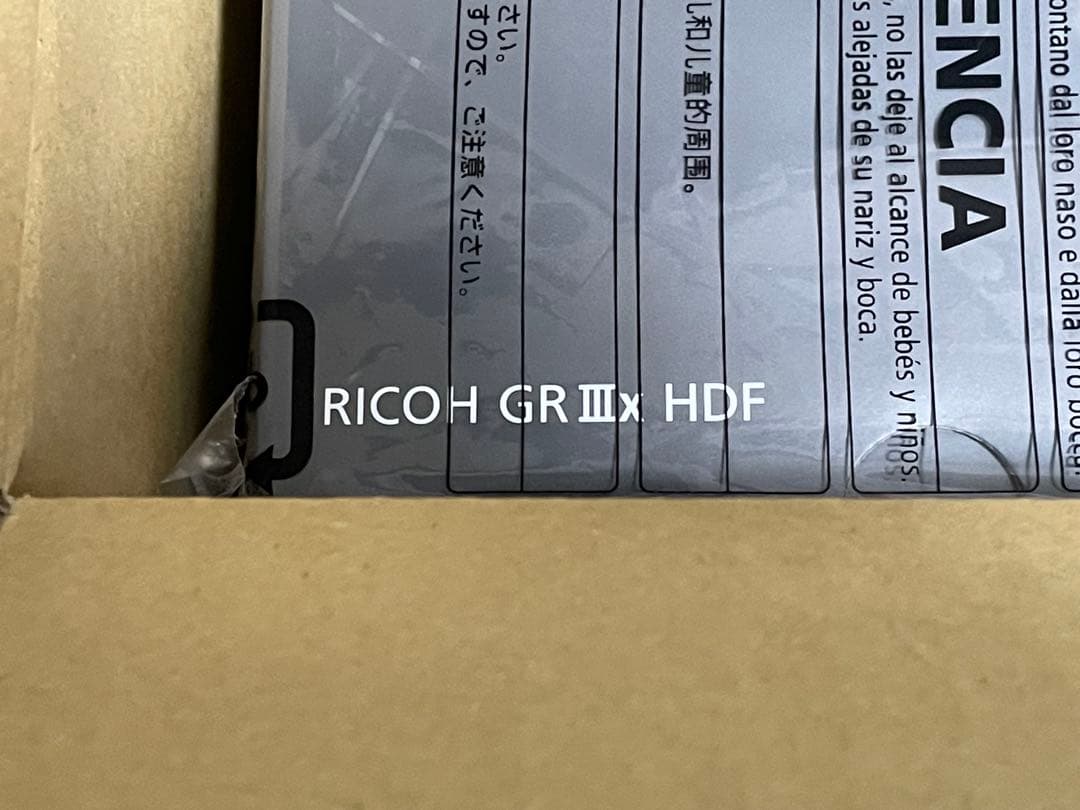 RICOH GR Ⅲx HDF
さい。
すので、ご注意ください。
儿和儿童的周围。
ENCIA
, no las deje al alcance de bebés y niños.
s alejadas de su nariz y boca.
ontano dal loro naso e dalla loro bocca.